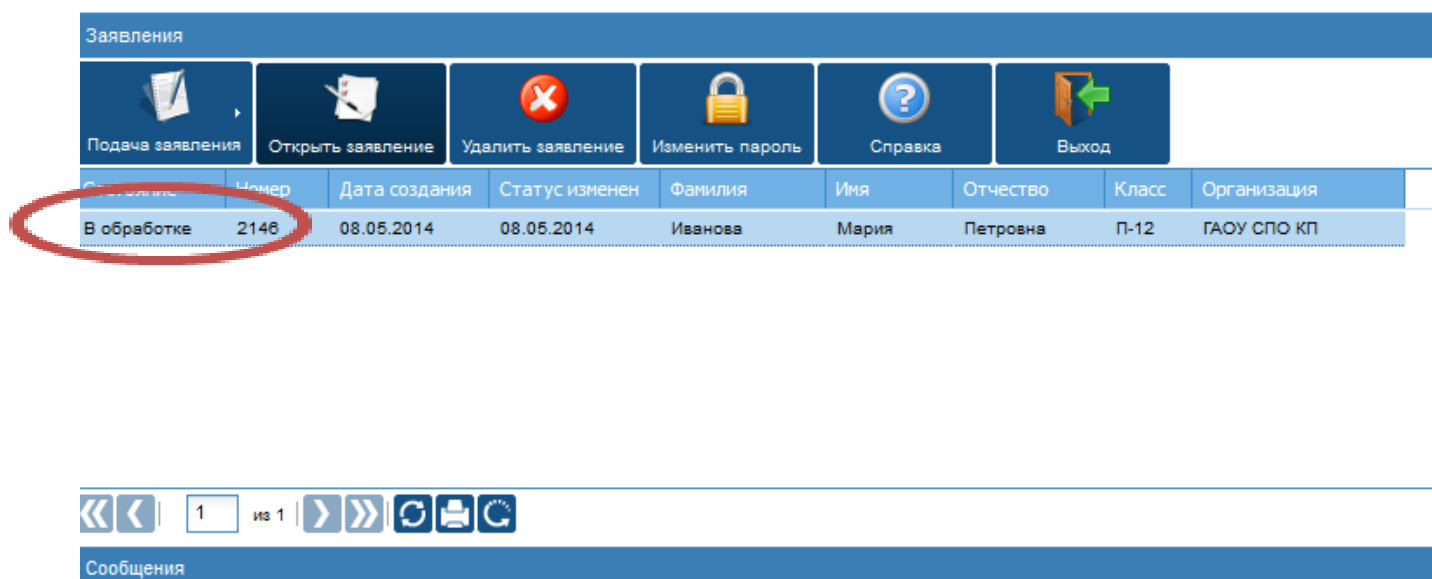 Заявления
Подача заявления Открыть заявление Удалить заявление Изменить пароль Справка Выход
Состояние Номер Дата создания Статус изменен Фамилия Имя Отчество Класс Организация
В обработке 2146 08.05.2014 08.05.2014 Иванова Мария Петровна П-12 ГАОУ СПО КП
1 из 1
Сообщения